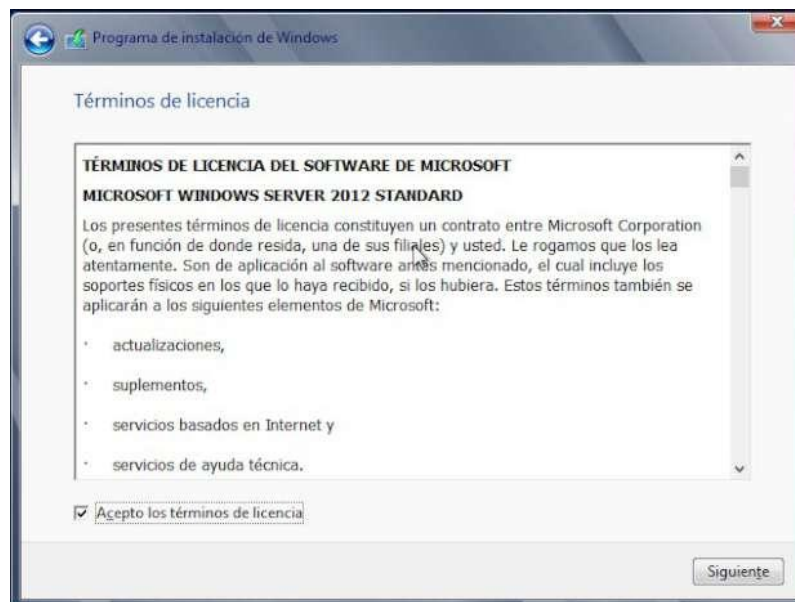 Programa de instalación de Windows
Términos de licencia
TÉRMINOS DE LICENCIA DEL SOFTWARE DE MICROSOFT
MICROSOFT WINDOWS SERVER 2012 STANDARD
Los presentes términos de licencia constituyen un contrato entre Microsoft Corporation
(o, en función de donde resida, una de sus filiales) y usted. Le rogamos que los lea
atentamente. Son de aplicación al software antes mencionado, el cual incluye los
soportes físicos en los que lo haya recibido, si los hubiera. Estos términos también se
aplicarán a los siguientes elementos de Microsoft:
· actualizaciones,
· suplementos,
· servicios basados en Internet y
· servicios de ayuda técnica.
Acepto los términos de licencia
Siguiente